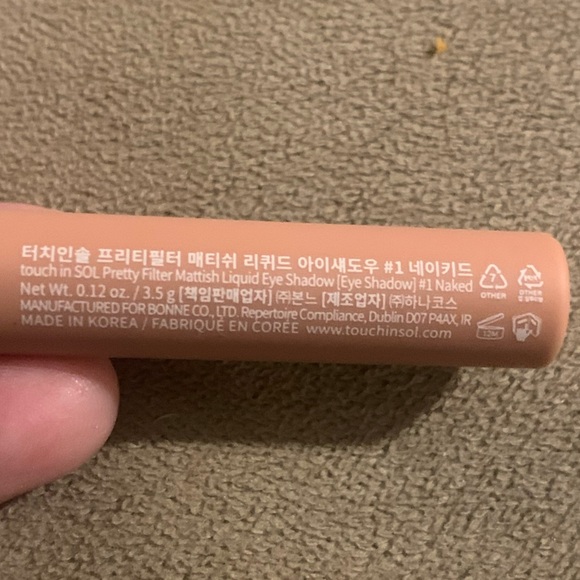 터치인솔 프리티필터 매티쉬 리퀴드 아이섀도우 #1 네이키드
touch in SOL Pretty Filter Mattish Liquid Eye Shadow [Eye Shadow] #1 Naked
Net Wt. 0.12 oz. / 3.5 g [책임판매업자] ㈜본느 [제조업자] ㈜하나코스
MANUFACTURED FOR BONNE CO., LTD. Repertoire Compliance, Dublin D07 P4AX, IR
MADE IN KOREA / FABRIQUÉ EN CORÉE www.touchinsol.com
OTHER
OTHER
12M